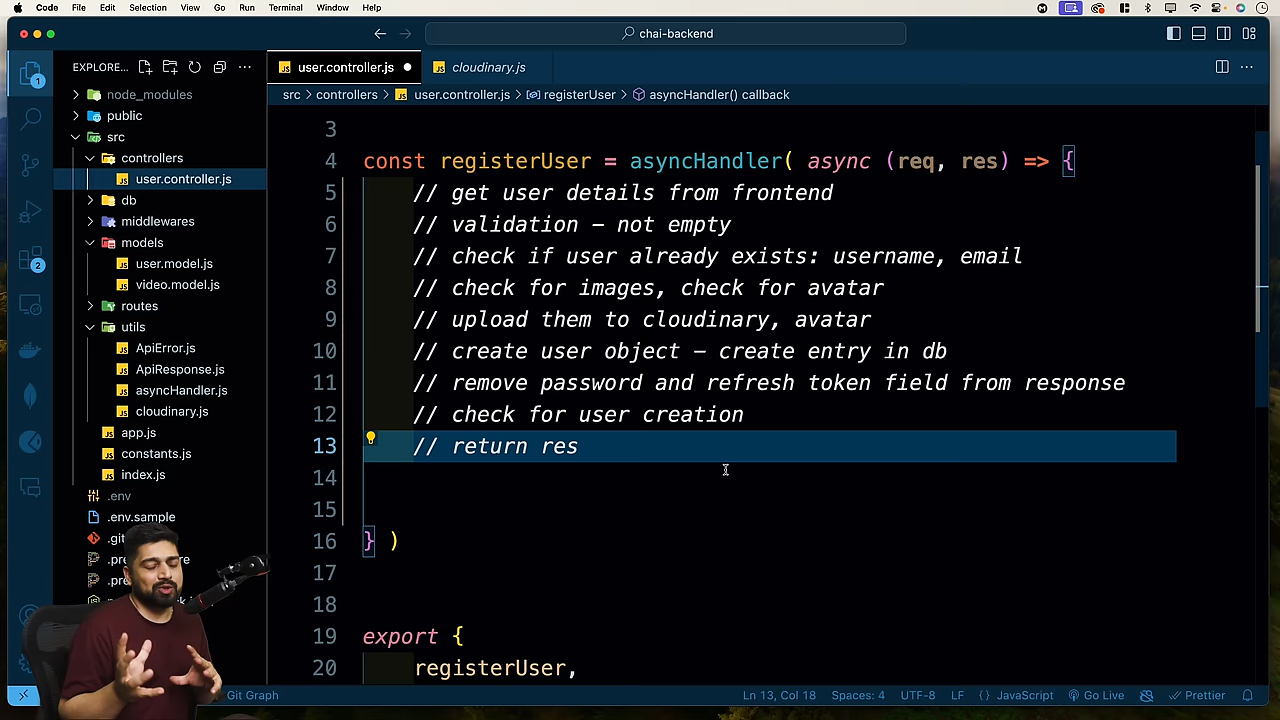 Code File Edit Selection View Go Run Terminal Window Help
chai-backend
EXPLORE...
user.controller.js
cloudinary.js
src > controllers > user.controller.js > registerUser > asyncHandler() callback
node_modules
public
src
controllers
user.controller.js
db
middlewares
models
user.model.js
video.model.js
routes
utils
ApiError.js
ApiResponse.js
asyncHandler.js
cloudinary.js
app.js
constants.js
index.js
.env
.env.sample
1
2
3
4 const registerUser = asyncHandler( async (req, res) => {
5 // get user details from frontend
6 // validation – not empty
7 // check if user already exists: username, email
8 // check for images, check for avatar
9 // upload them to cloudinary, avatar
10 // create user object – create entry in db
11 // remove password and refresh token field from response
12 // check for user creation
13 // return res
14
15
16 } )
17
18
19 export {
20 registerUser,
Git Graph
Ln 13, Col 18 Spaces: 4 UTF-8 LF {} JavaScript Go Live Prettier